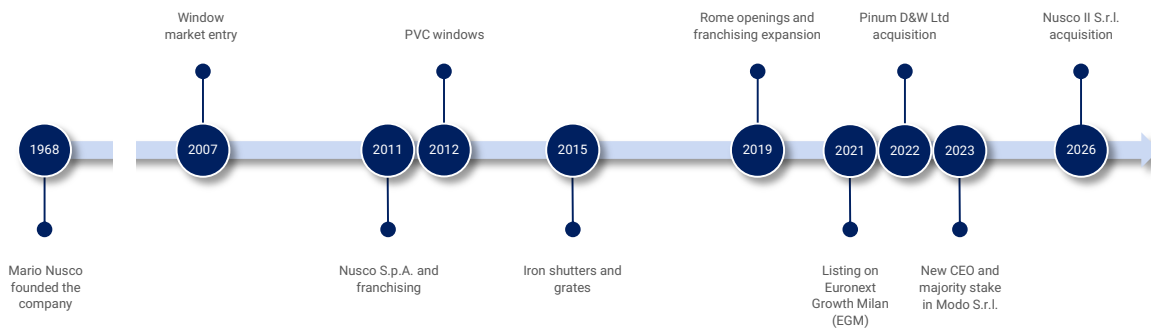 Window
market entry
PVC windows
Rome openings and
franchising expansion
Pinum D&W Ltd
acquisition
Nusco II S.r.l.
acquisition
1968
2007
2011
2012
2015
2019
2021
2022
2023
2026
Mario Nusco
founded the
company
Nusco S.p.A. and
franchising
Iron shutters and
grates
Listing on
Euronext
Growth Milan
(EGM)
New CEO and
majority stake
in Modo S.r.l.